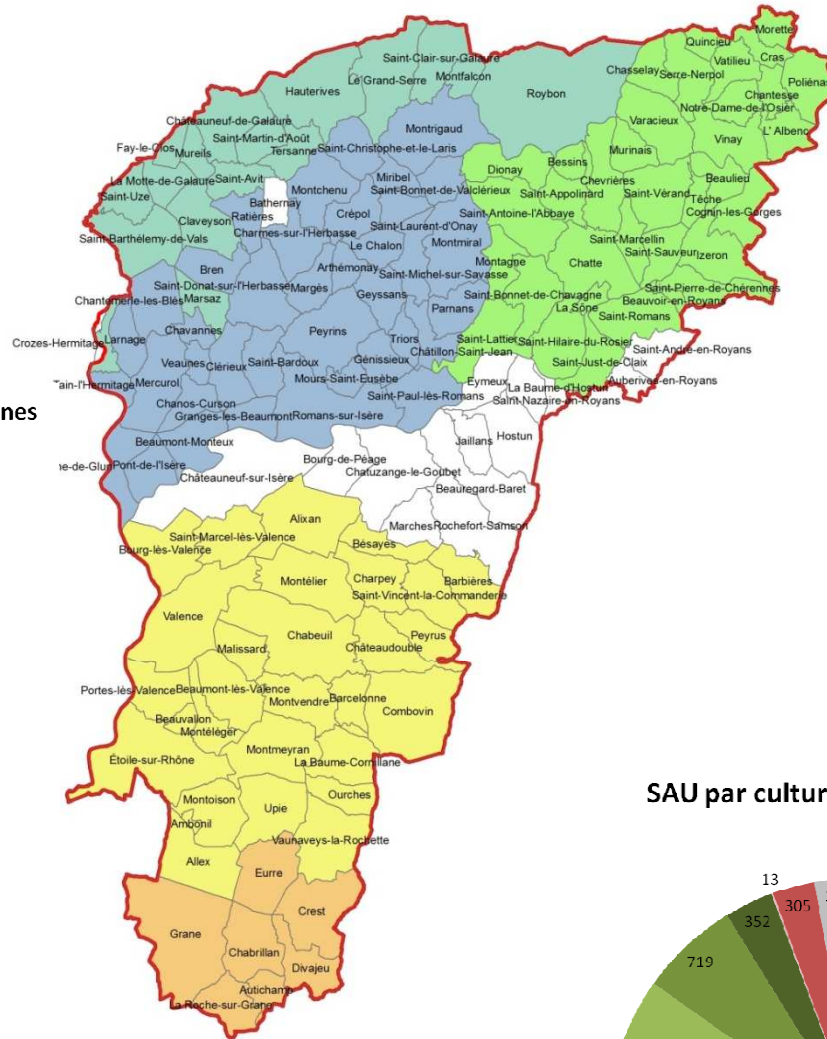 Morette
Quincieu
Saint-Clair-sur-Galaure
Vatilieu
Cras
Chasselay
Serre-Nerpol
Montfalcon
Le Grand-Serre
Poliénas
Hauterives
Roybon
Chantesse
Notre-Dame-de-l'Osier
Châteauneuf-de-Galaure
Varacieux
Montrigaud
L' Albenc
Saint-Martin-d'Août
Vinay
Fay-le-Clos
Mureils
Tersanne
Saint-Christophe-et-le-Laris
Murinais
Bessins
Dionay
La Motte-de-Galaure
Saint-Avit
Miribel
Chevrières
Beaulieu
Montchenu
Saint-Bonnet-de-Valclérieux
Saint-Appolinard
Saint-Vérand
Saint-Uze
Têche
Bathernay
Ratières
Crépol
Saint-Antoine-l'Abbaye
Cognin-les-Gorges
Claveyson
Saint-Laurent-d'Onay
Charmes-sur-l'Herbasse
Saint-Barthélemy-de-Vals
Le Chalon
Montmiral
Saint-Marcellin
Saint-Sauveur
Izeron
Montagne
Chatte
Bren
Arthémonay
Saint-Michel-sur-Savasse
Saint-Donat-sur-l'Herbasse
Margès
Geyssans
Saint-Bonnet-de-Chavagne
Saint-Pierre-de-Chérennes
Chantemerle-les-Blés
Marsaz
Beauvoir-en-Royans
Parnans
La Sône
Saint-Romans
Chavannes
Peyrins
Crozes-Hermitage
Larnage
Triors
Saint-Lattier
Saint-Hilaire-du-Rosier
Châtillon-Saint-Jean
Saint-André-en-Royans
Veaunes
Clérieux
Saint-Bardoux
Génissieux
Saint-Just-de-Claix
Tain-l'Hermitage
Mercurol
Mours-Saint-Eusèbe
Eymeux
Auberives-en-Royans
La Baume-d'Hostun
Saint-Paul-lès-Romans
Saint-Nazaire-en-Royans
Chanos-Curson
nes
Granges-les-Beaumont
Romans-sur-Isère
Beaumont-Monteux
Jaillans
Hostun
ne-de-Glun
Pont-de-l'Isère
Bourg-de-Péage
Châteauneuf-sur-Isère
Chatuzange-le-Goubet
Beauregard-Baret
Alixan
Marches
Rochefort-Samson
Saint-Marcel-lès-Valence
Bourg-lès-Valence
Bésayes
Montélier
Charpey
Barbières
Saint-Vincent-la-Commanderie
Valence
Chabeuil
Peyrus
Malissard
Châteaudouble
Portes-lès-Valence
Beaumont-lès-Valence
Montvendre
Barcelonne
Combovin
Beauvallon
Montéléger
Montmeyran
Étoile-sur-Rhône
La Baume-Cornillane
Montoison
Upie
Ourches
SAU par cultur
Ambonil
Vaunaveys-la-Rochette
Allex
Eurre
13
305
352
Crest
Grane
Chabrillan
719
Divajeu
Autichamp
La Roche-sur-Grane